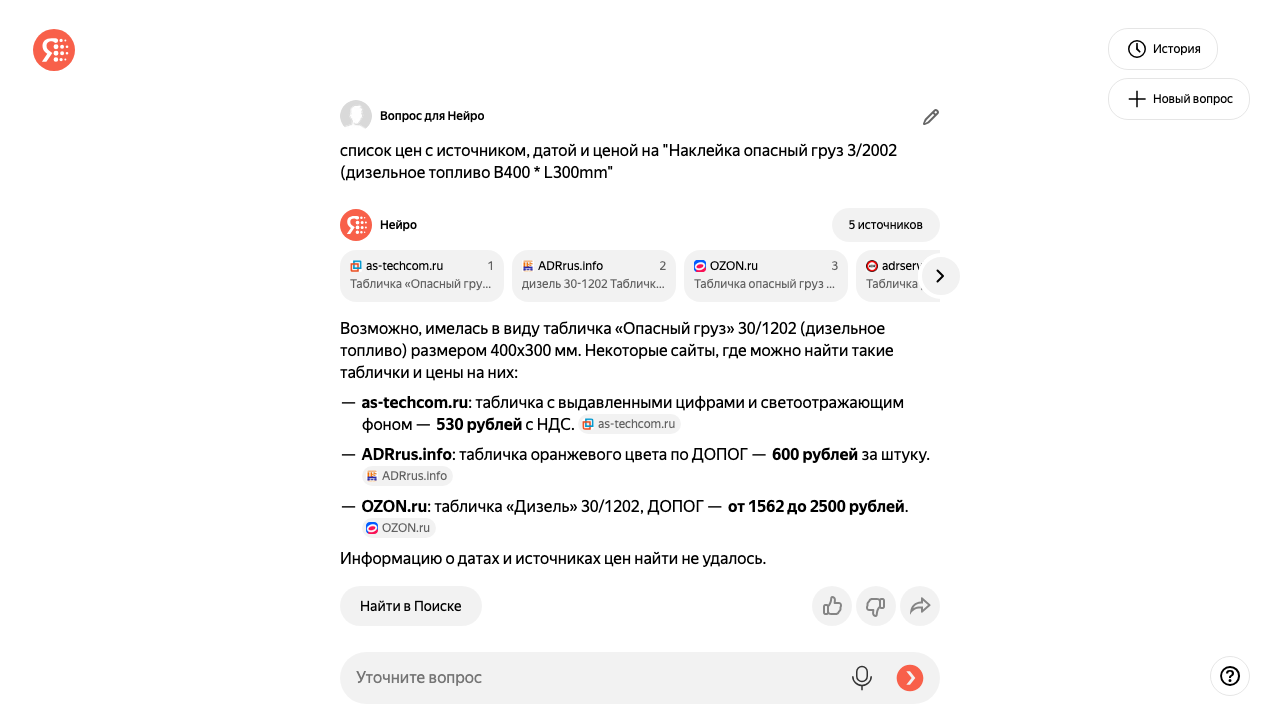 История
Новый вопрос
Вопрос для Нейро
список цен с источником, датой и ценой на "Наклейка опасный груз 3/2002
(дизельное топливо B400 * L300mm"
Нейро
5 источников
as-techcom.ru 1
Табличка «Опасный гру...
ADRrus.info 2
дизель 30-1202 Табличк...
OZON.ru 3
Табличка опасный груз ...
adrserv
Табличка
Возможно, имелась в виду табличка «Опасный груз» 30/1202 (дизельное
топливо) размером 400х300 мм. Некоторые сайты, где можно найти такие
таблички и цены на них:
— as-techcom.ru: табличка с выдавленными цифрами и светоотражающим
фоном — 530 рублей с НДС. as-techcom.ru
— ADRrus.info: табличка оранжевого цвета по ДОПОГ — 600 рублей за штуку.
ADRrus.info
— OZON.ru: табличка «Дизель» 30/1202, ДОПОГ — от 1562 до 2500 рублей.
OZON.ru
Информацию о датах и источниках цен найти не удалось.
Найти в Поиске
Уточните вопрос